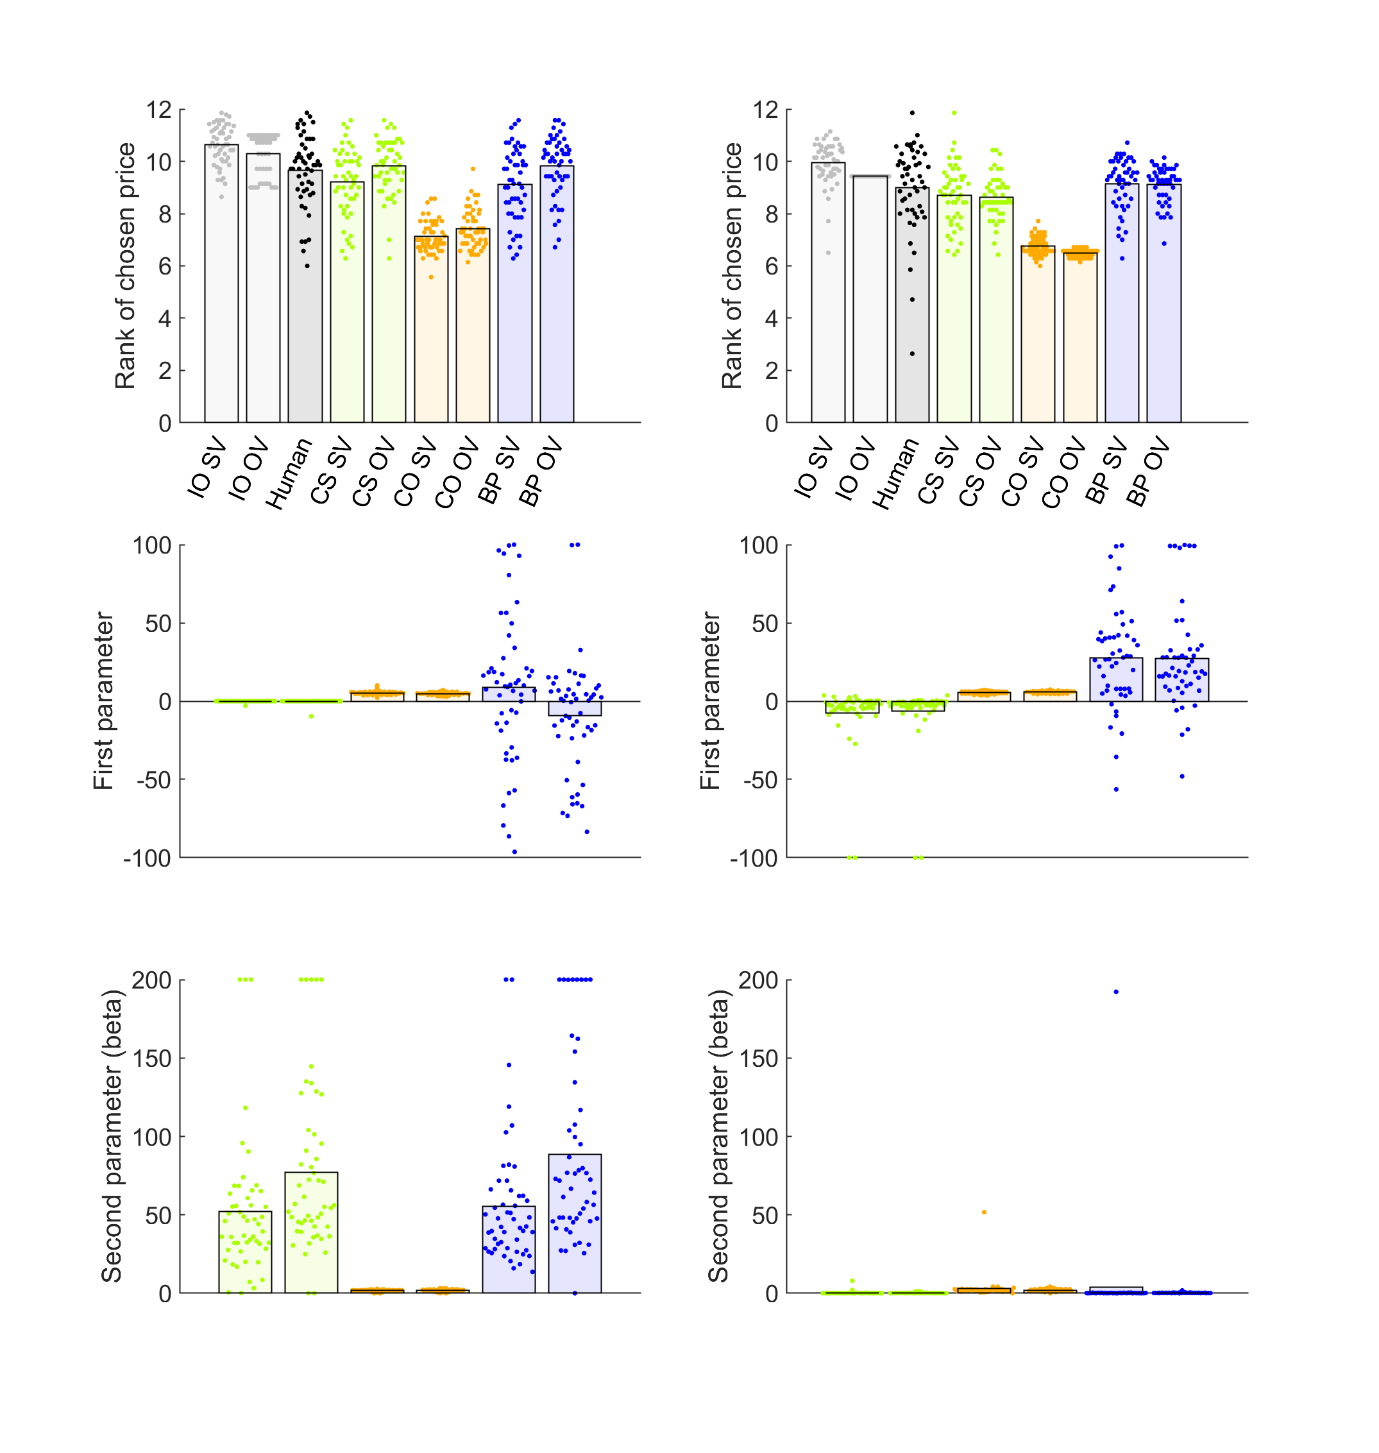 Rank of chosen price
12
10
8
6
4
2
0
IO SV
IO OV
Human
CS SV
CS OV
CO SV
CO OV
BP SV
BP OV
Rank of chosen price
12
10
8
6
4
2
0
IO SV
IO OV
Human
CS SV
CS OV
CO SV
CO OV
BP SV
BP OV
First parameter
100
50
0
-50
-100
First parameter
100
50
0
-50
-100
Second parameter (beta)
200
150
100
50
0
Second parameter (beta)
200
150
100
50
0